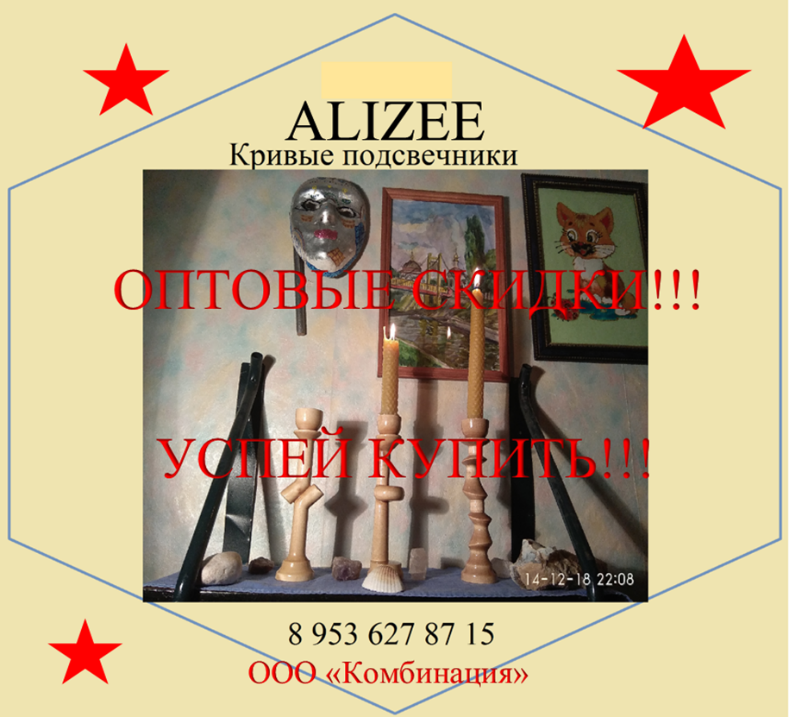 ALIZEE
Кривые подсвечники
ОПТОВЫЕ СКИДКИ!!!
УСПЕЙ КУПИТЬ!!!
14-12-18 22:08
8 953 627 87 15
ООО «Комбинация»